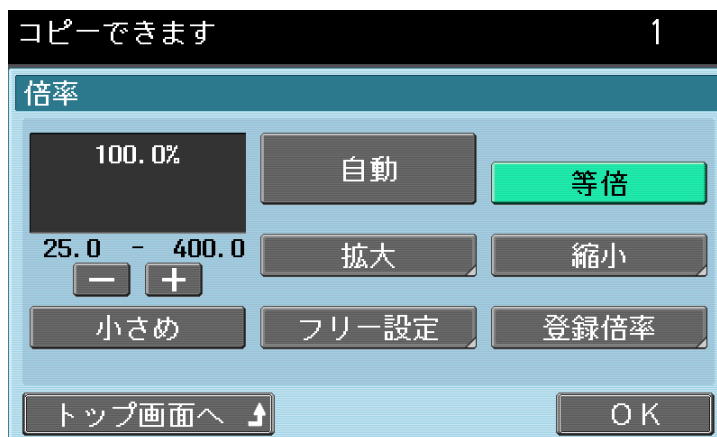 コピーできます 1
倍率
100.0%
自動
等倍
25.0 - 400.0
拡大
縮小
- +
小さめ
フリー設定
登録倍率
トップ画面へ
OK